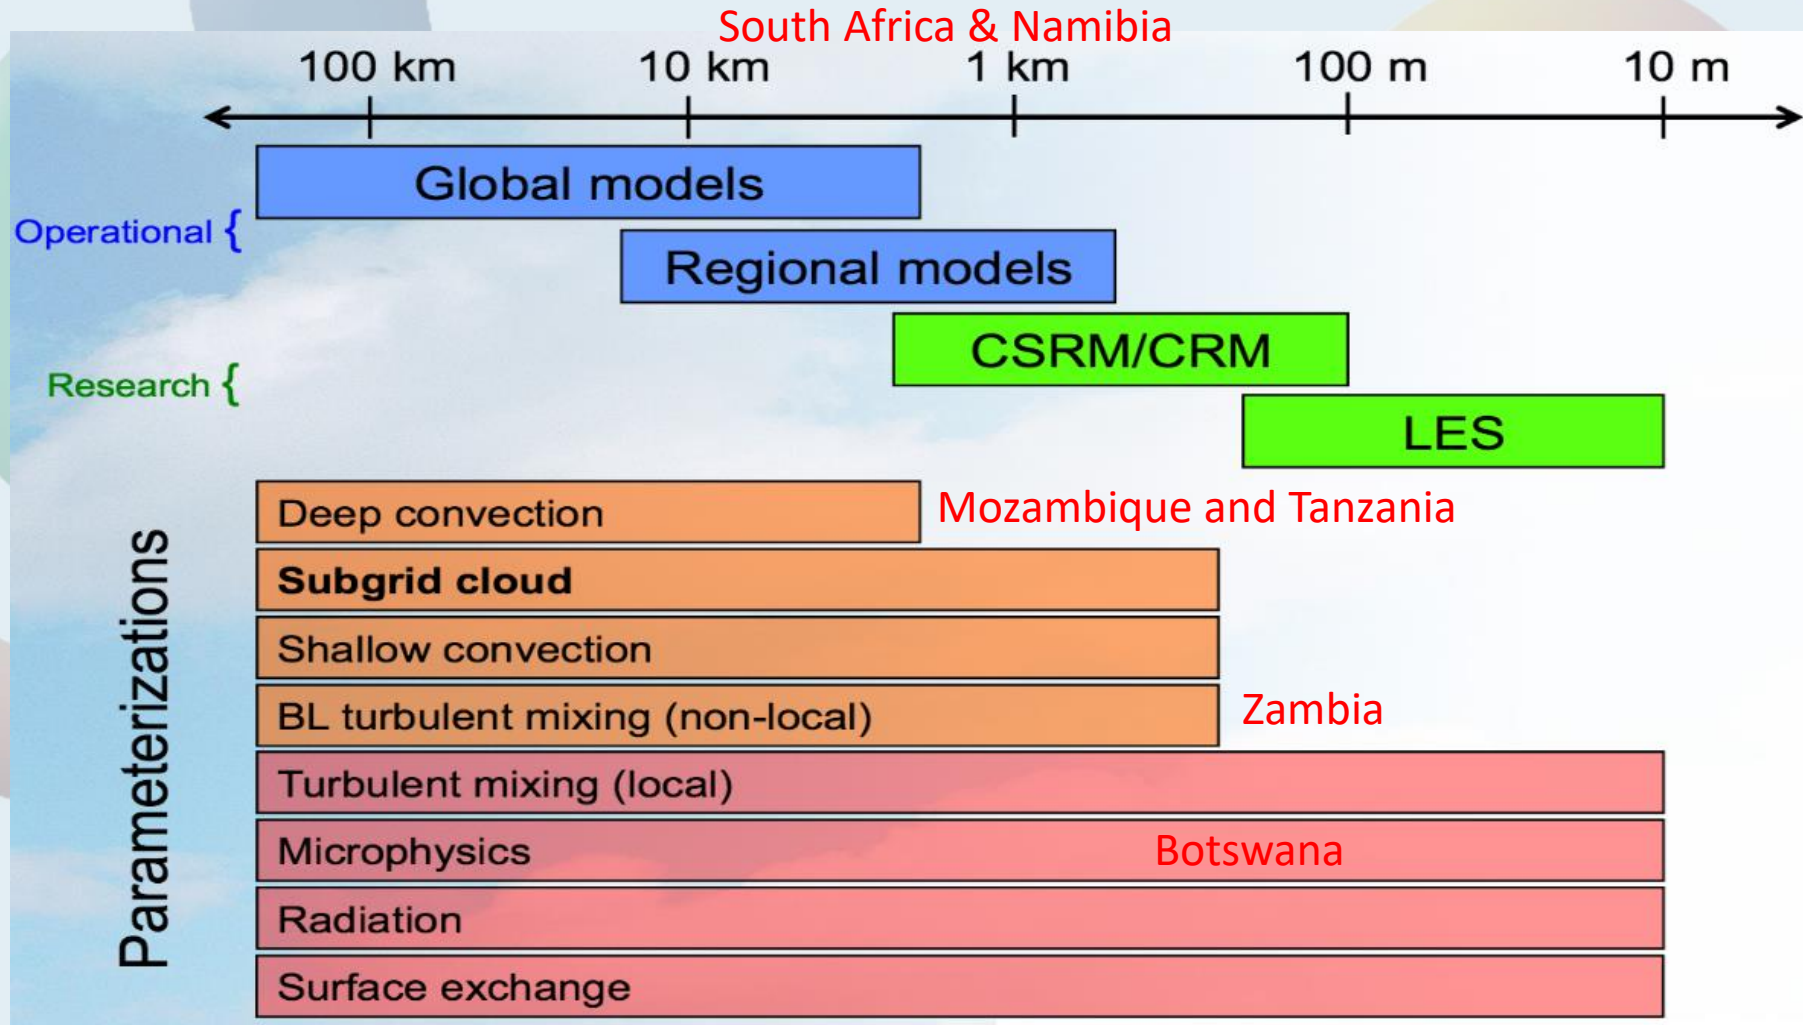 South Africa & Namibia
100 km 10 km 1 km 100 m 10 m
Global models
Operational {
Regional models
CSRM/CRM
Research {
LES
Parameterizations
Deep convection Mozambique and Tanzania
Subgrid cloud
Shallow convection
BL turbulent mixing (non-local) Zambia
Turbulent mixing (local)
Microphysics Botswana
Radiation
Surface exchange